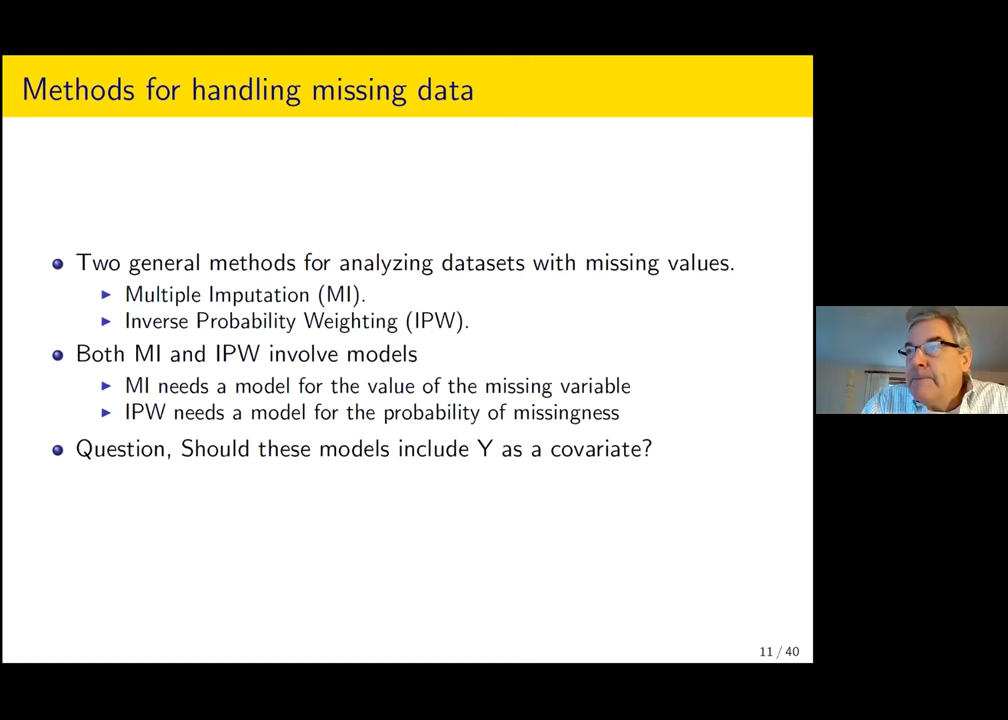 Methods for handling missing data
Two general methods for analyzing datasets with missing values.
Multiple Imputation (MI).
Inverse Probability Weighting (IPW).
Both MI and IPW involve models
MI needs a model for the value of the missing variable
IPW needs a model for the probability of missingness
Question, Should these models include Y as a covariate?
11 / 40